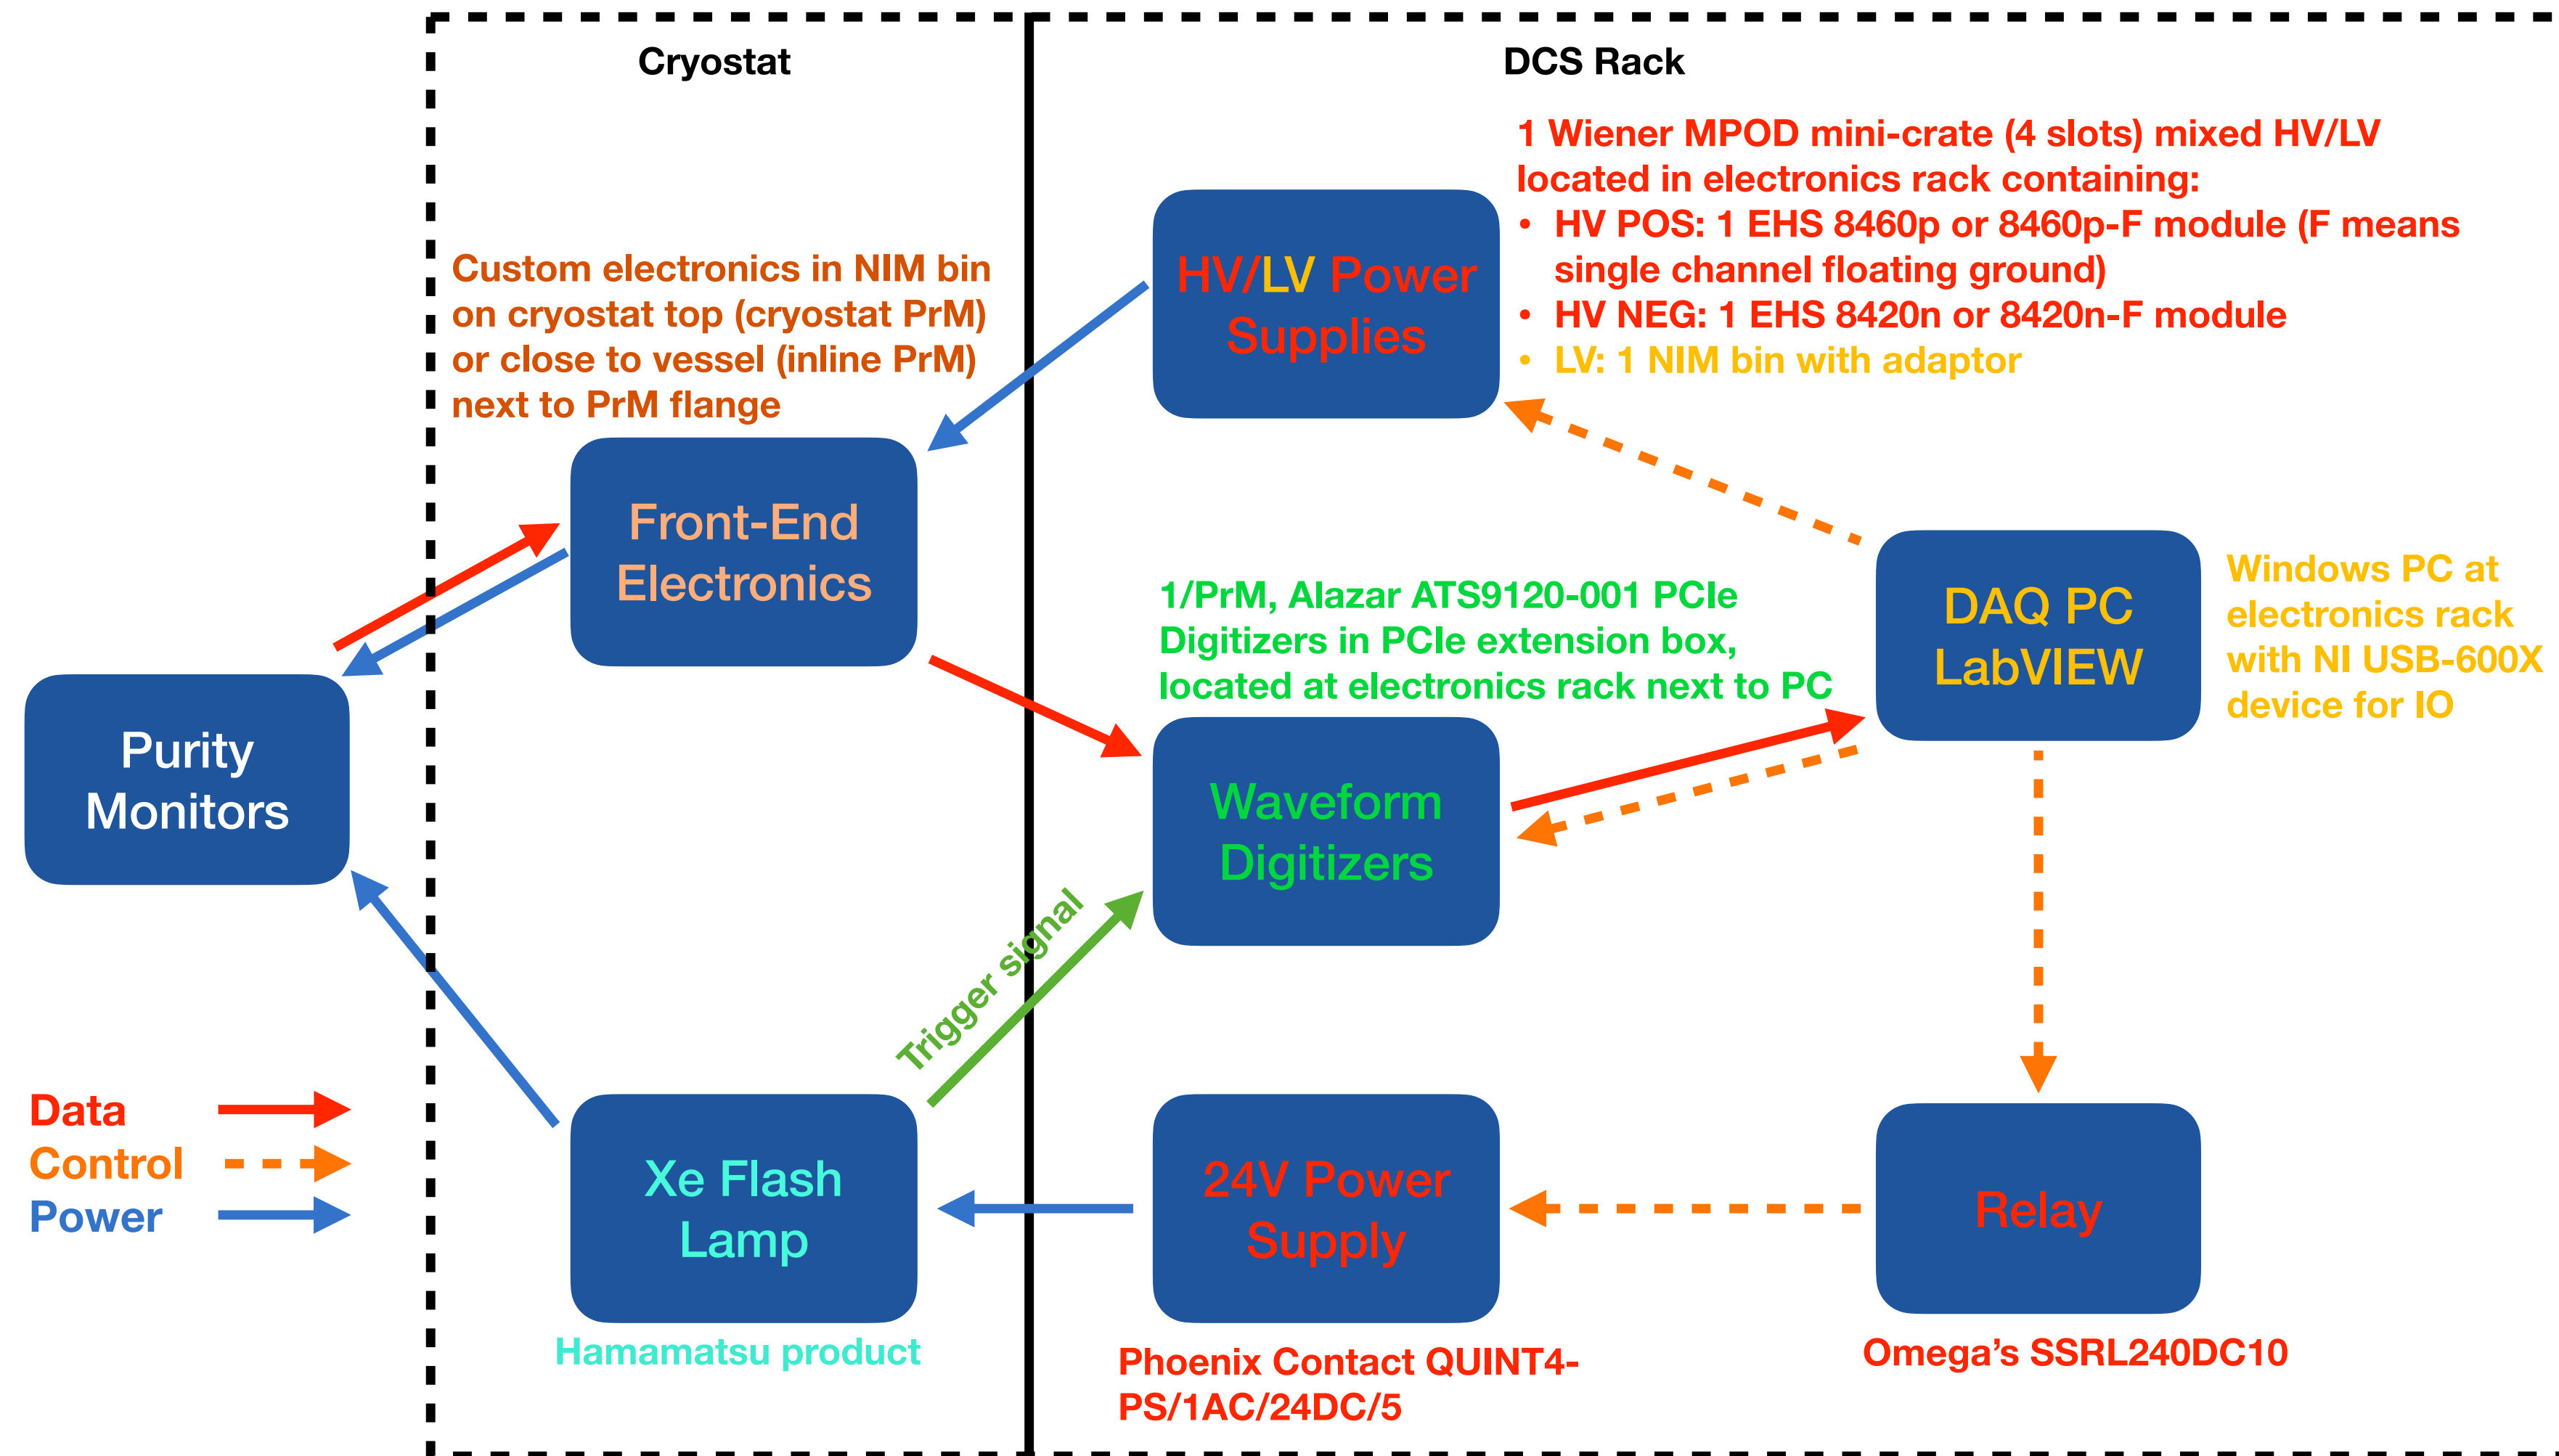 Cryostat
DCS Rack
1 Wiener MPOD mini-crate (4 slots) mixed HV/LV
located in electronics rack containing:
• HV POS: 1 EHS 8460p or 8460p-F module (F means
single channel floating ground)
• HV NEG: 1 EHS 8420n or 8420n-F module
• LV: 1 NIM bin with adaptor
HV/LV Power
Supplies
Custom electronics in NIM bin
on cryostat top (cryostat PrM)
or close to vessel (inline PrM)
next to PrM flange
Front-End
Electronics
1/PrM, Alazar ATS9120-001 PCIe
Digitizers in PCIe extension box,
located at electronics rack next to PC
DAQ PC
LabVIEW
Windows PC at
electronics rack
with NI USB-600X
device for IO
Purity
Monitors
Waveform
Digitizers
Trigger signal
Data
Control
Power
Xe Flash
Lamp
Hamamatsu product
24V Power
Supply
Phoenix Contact QUINT4-
PS/1AC/24DC/5
Relay
Omega’s SSRL240DC10